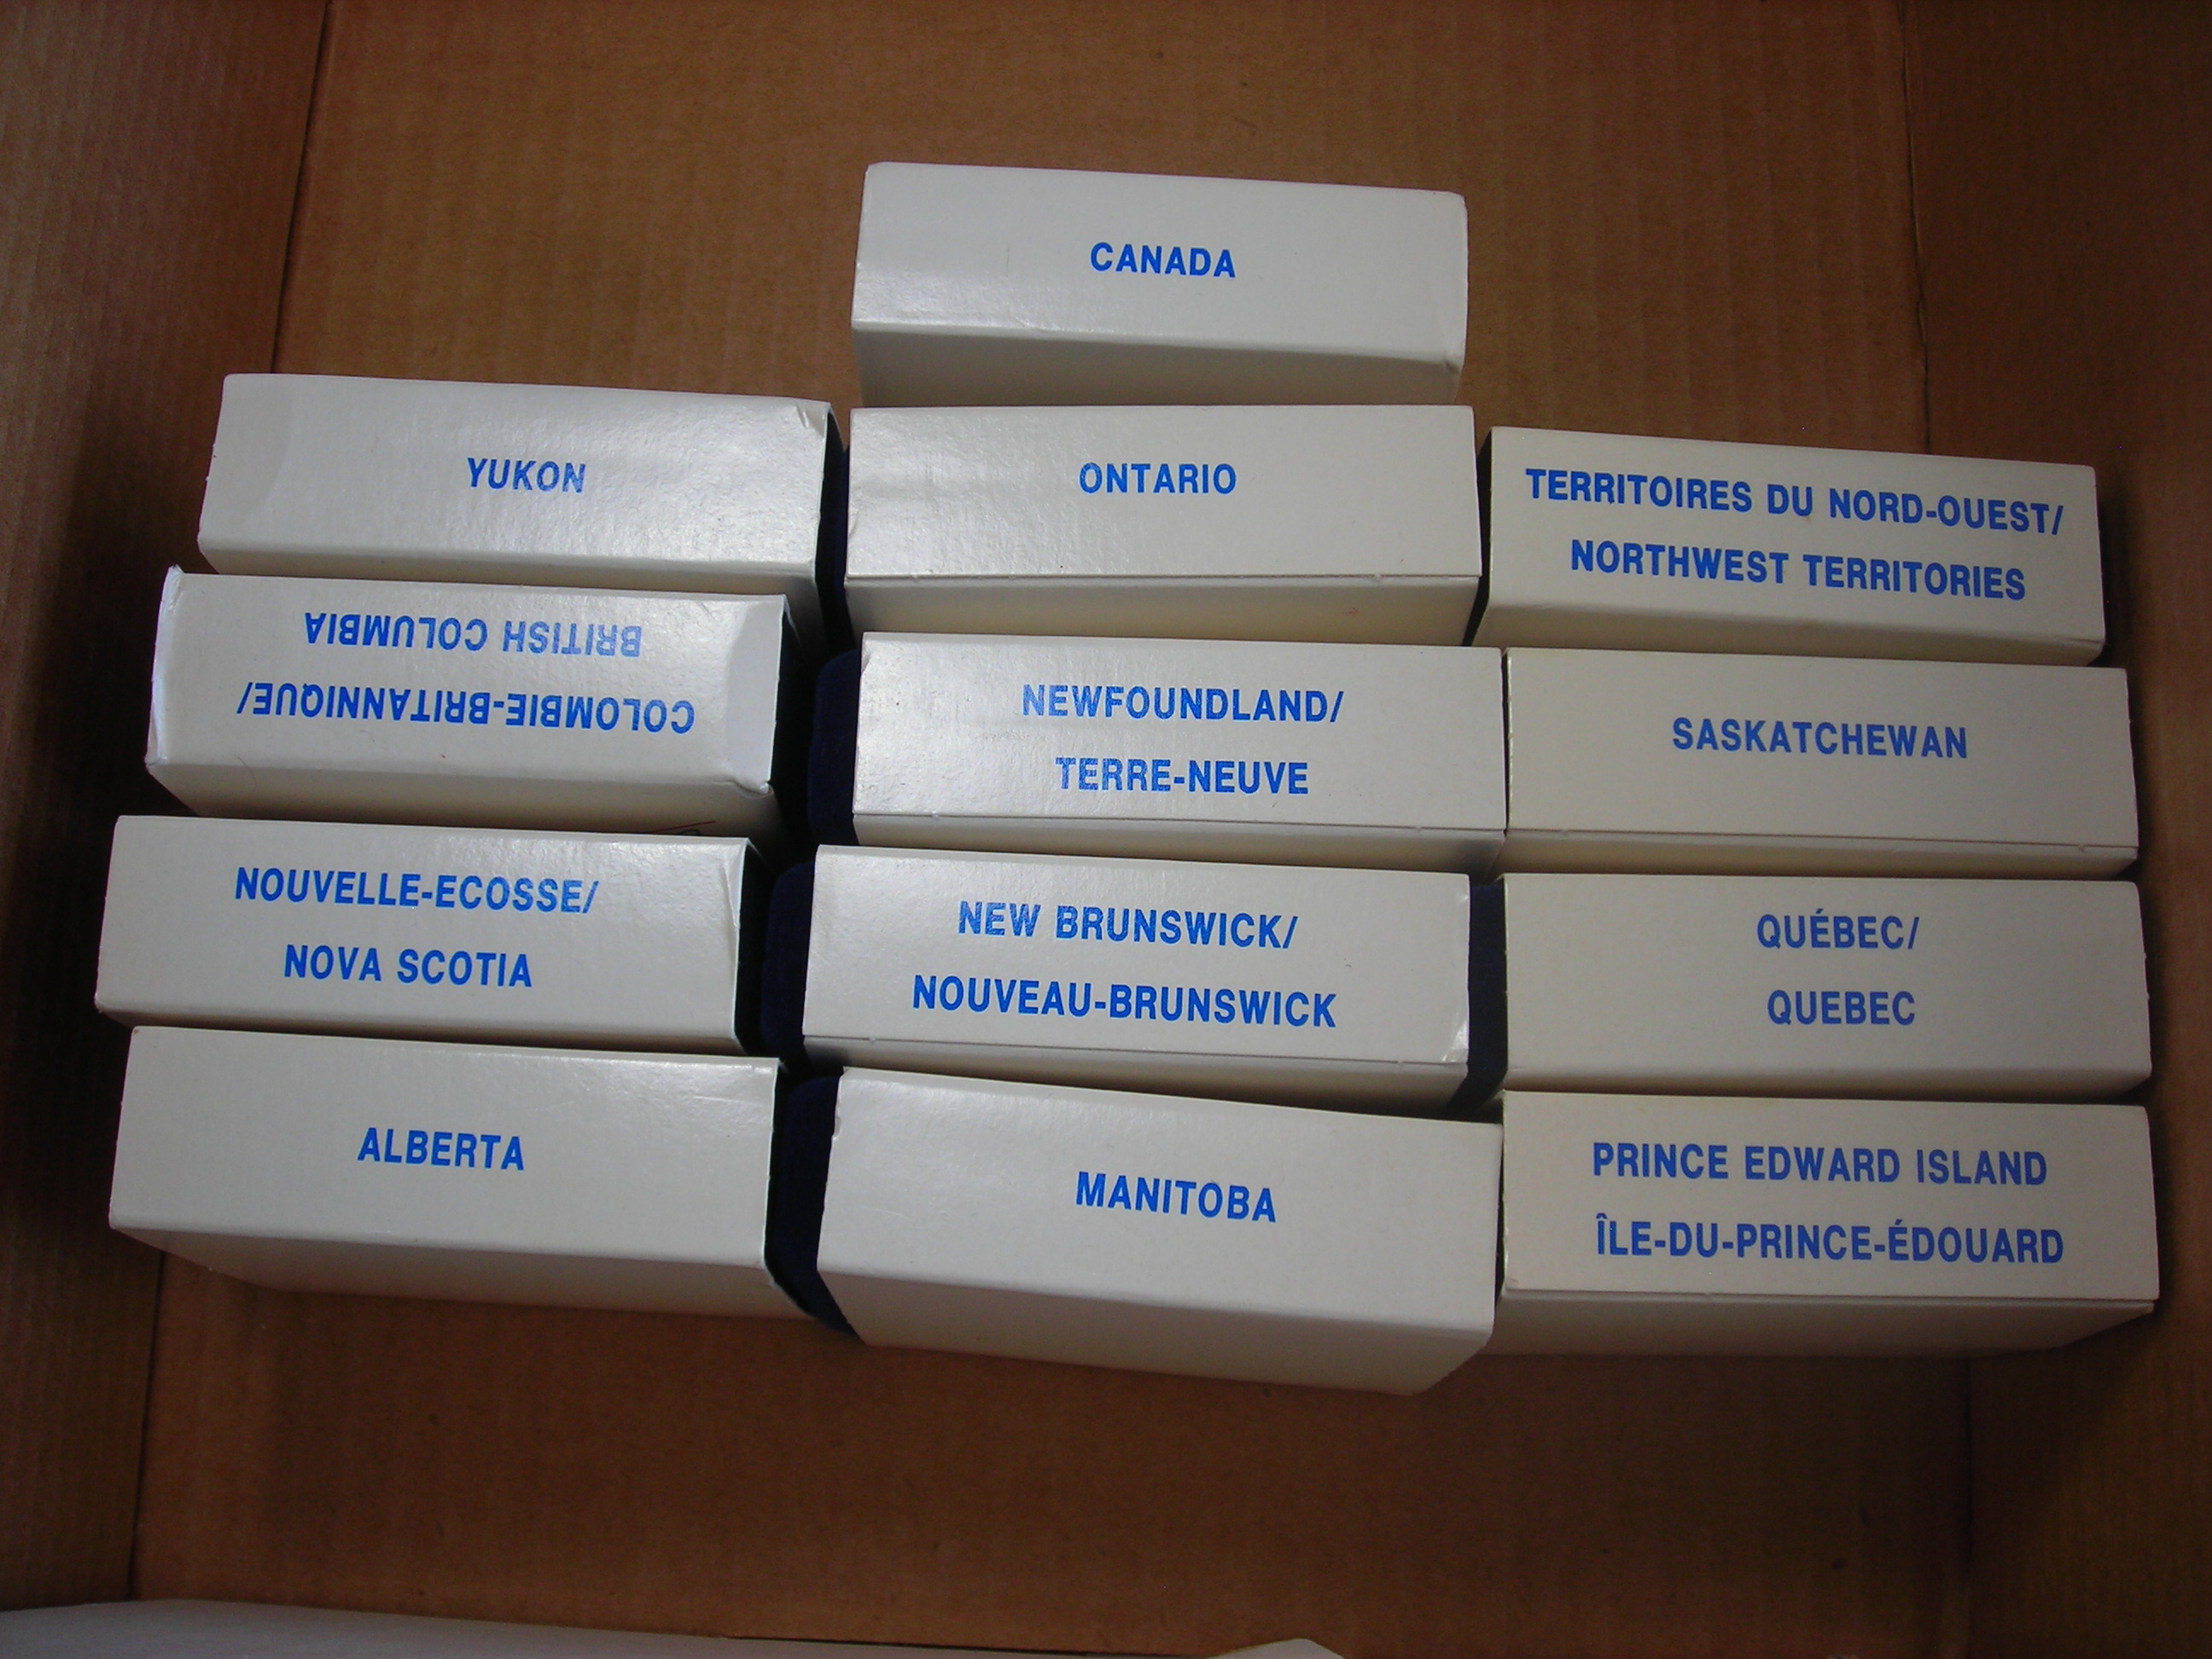 CANADA
YUKON
ONTARIO
TERRITOIRES DU NORD-OUEST/
NORTHWEST TERRITORIES
COLOMBIE-BRITANNIQUE/
BRITISH COLUMBIA
NEWFOUNDLAND/
TERRE-NEUVE
SASKATCHEWAN
NOUVELLE-ECOSSE/
NOVA SCOTIA
NEW BRUNSWICK/
NOUVEAU-BRUNSWICK
QUÉBEC/
QUEBEC
ALBERTA
MANITOBA
PRINCE EDWARD ISLAND
ÎLE-DU-PRINCE-ÉDOUARD